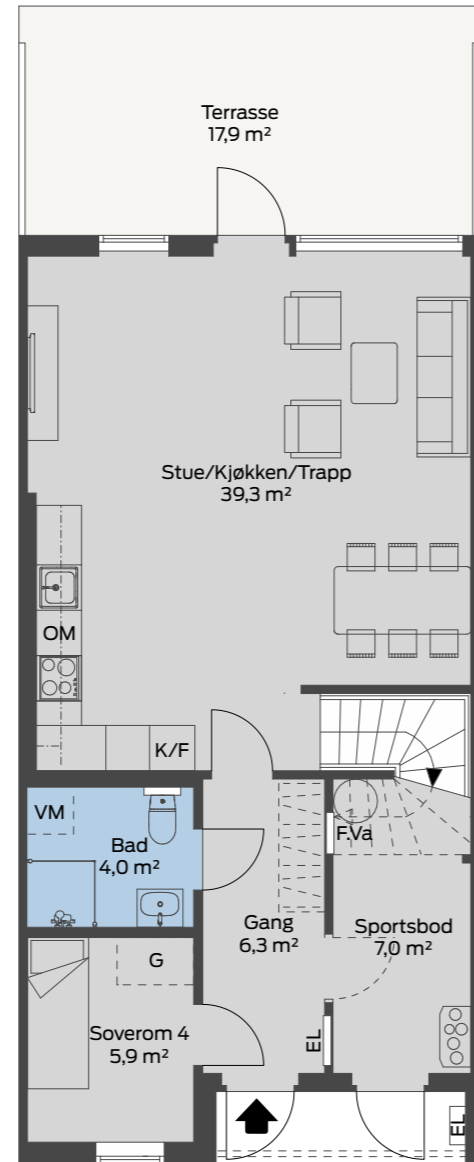 Terrasse
17,9 m²
Stue/Kjøkken/Trapp
39,3 m²
OM
K/F
VM
Bad
4,0 m²
F.Va
Gang
6,3 m²
Sportsbod
7,0 m²
G
Soverom 4
5,9 m²
EL
EL